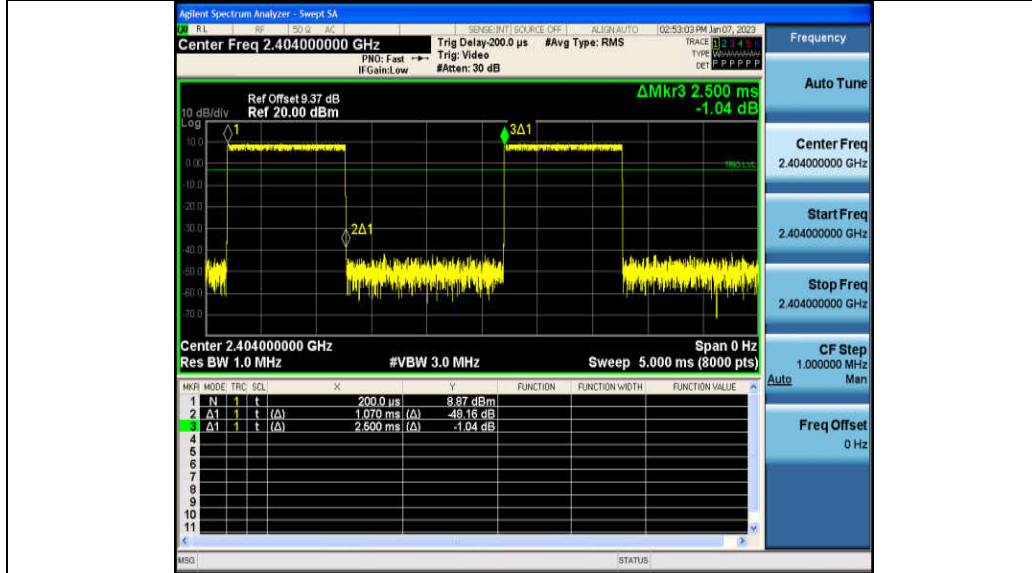 Agilent Spectrum Analyzer - Swept SA
RL RF 50 Ω AC SENSE:INT SOURCE OFF ALIGN AUTO 02:53:03 PM Jan 07, 2023
Center Freq 2.404000000 GHz
PNO: Fast
IFGain:Low
Trig Delay-200.0 µs #Avg Type: RMS
Trig: Video
#Atten: 30 dB
TRACE 1 2 3 4 5 6
TYPE
DET P P P P P P
Frequency
ΔMkr3 2.500 ms
-1.04 dB
Ref Offset 9.37 dB
10 dB/div Ref 20.00 dBm
Log
10.0
0.00
-10.0
-20.0
-30.0
-40.0
-50.0
-60.0
-70.0
1
2Δ1
3Δ1
TRIG LVL
Center 2.404000000 GHz Span 0 Hz
Res BW 1.0 MHz #VBW 3.0 MHz Sweep 5.000 ms (8000 pts)
MKR MODE TRC SCL X Y FUNCTION FUNCTION WIDTH FUNCTION VALUE
1 N 1 t 200.0 µs 8.87 dBm
2 Δ1 1 t (Δ) 1.070 ms (Δ) -48.16 dB
3 Δ1 1 t (Δ) 2.500 ms (Δ) -1.04 dB
4
5
6
7
8
9
10
11
MSG STATUS
Auto Tune
Center Freq
2.404000000 GHz
Start Freq
2.404000000 GHz
Stop Freq
2.404000000 GHz
CF Step
1.000000 MHz
Auto Man
Freq Offset
0 Hz